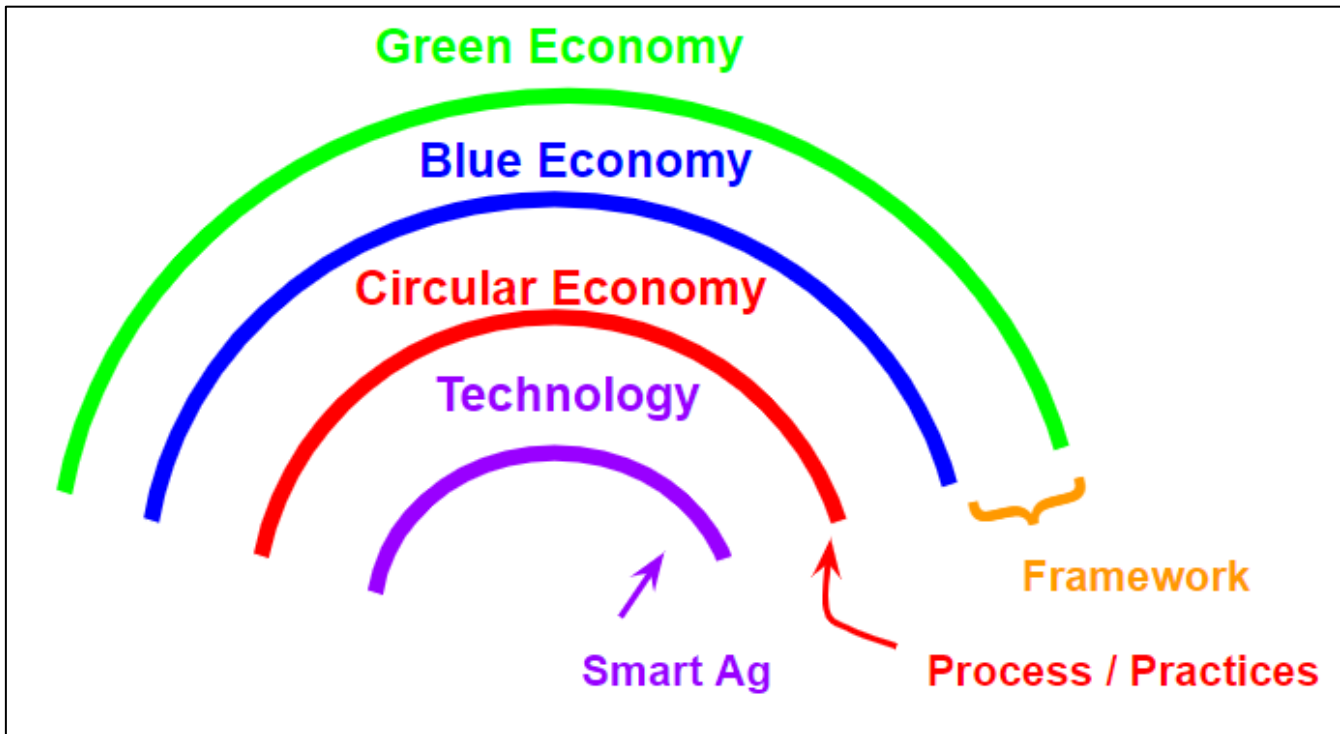 Green Economy
Blue Economy
Circular Economy
Technology
Framework
Smart Ag
Process / Practices